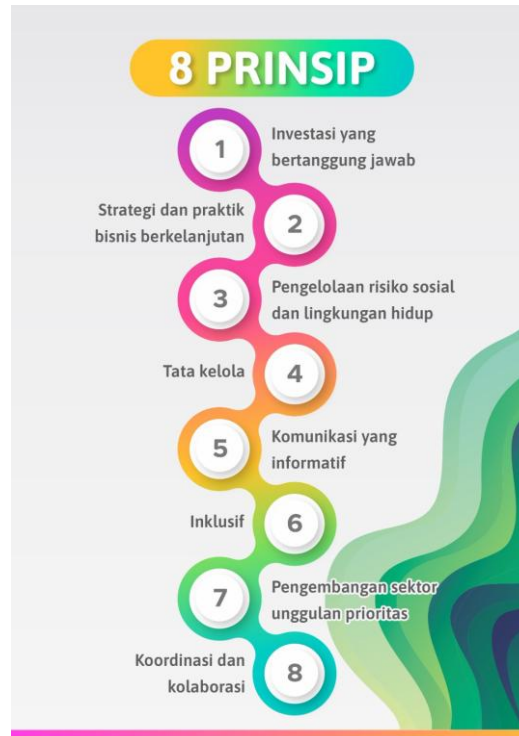 8 PRINSIP
1
Investasi yang
bertanggung jawab
Strategi dan praktik
bisnis berkelanjutan
2
3
Pengelolaan risiko sosial
dan lingkungan hidup
Tata kelola
4
5
Komunikasi yang
informatif
Inklusif
6
7
Pengembangan sektor
unggulan prioritas
Koordinasi dan
kolaborasi
8